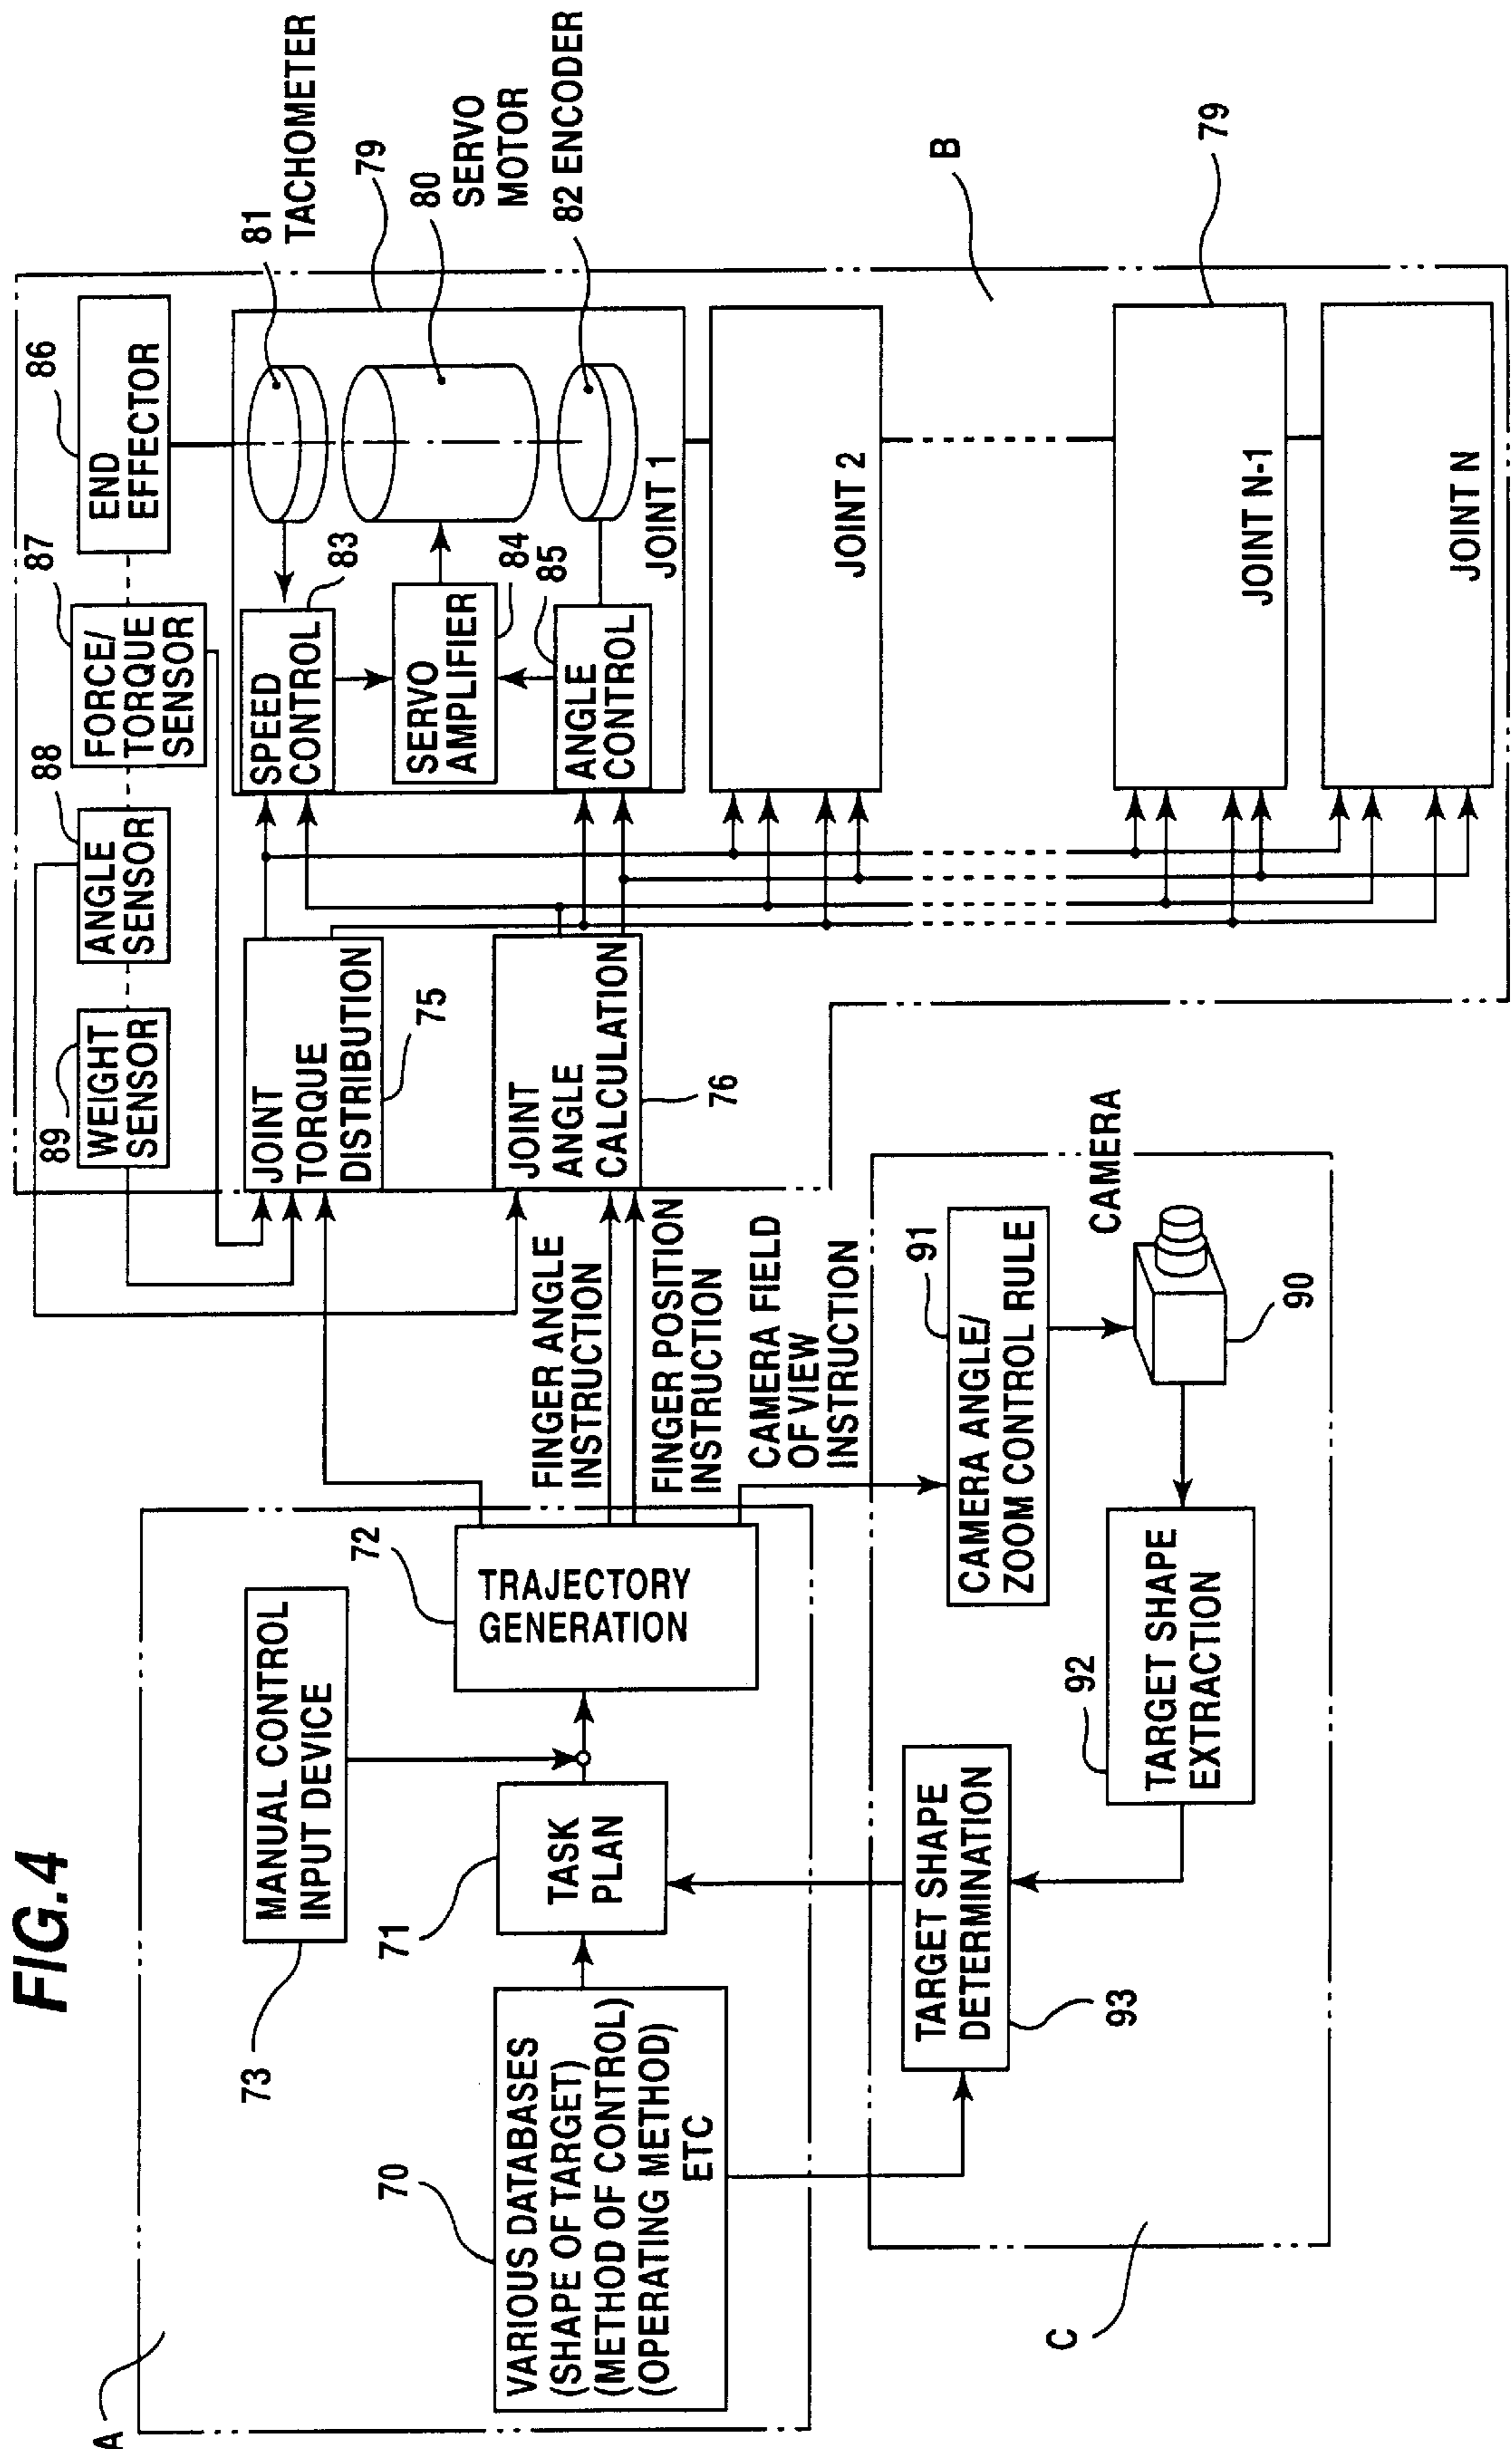 FIG.4
A
73
MANUAL CONTROL
INPUT DEVICE
70
VARIOUS DATABASES
(SHAPE OF TARGET)
(METHOD OF CONTROL)
(OPERATING METHOD)
ETC
71
TASK
PLAN
72
TRAJECTORY
GENERATION
FINGER ANGLE
INSTRUCTION
FINGER POSITION
INSTRUCTION
CAMERA FIELD
OF VIEW
INSTRUCTION
89
WEIGHT
SENSOR
88
ANGLE
SENSOR
87
FORCE/
TORQUE
SENSOR
86
END
EFFECTOR
JOINT
TORQUE
DISTRIBUTION
75
JOINT
ANGLE
CALCULATION
76
SPEED
CONTROL
83
SERVO
AMPLIFIER
84
85
ANGLE
CONTROL
JOINT 1
81
TACHOMETER
79
80
SERVO
MOTOR
82 ENCODER
JOINT 2
B
JOINT N-1
79
JOINT N
C
93
TARGET SHAPE
DETERMINATION
92
TARGET SHAPE
EXTRACTION
91
CAMERA ANGLE/
ZOOM CONTROL RULE
CAMERA
90